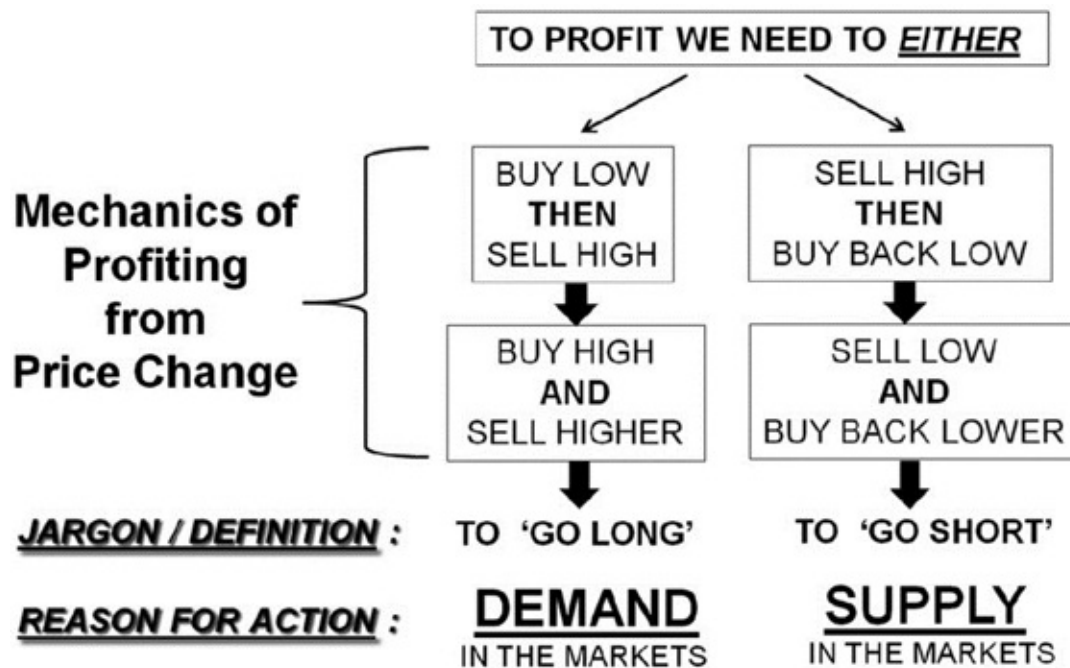 TO PROFIT WE NEED TO EITHER
Mechanics of
Profiting
from
Price Change
BUY LOW
THEN
SELL HIGH
BUY HIGH
AND
SELL HIGHER
SELL HIGH
THEN
BUY BACK LOW
SELL LOW
AND
BUY BACK LOWER
JARGON / DEFINITION :
TO 'GO LONG'
TO 'GO SHORT'
REASON FOR ACTION :
DEMAND
IN THE MARKETS
SUPPLY
IN THE MARKETS